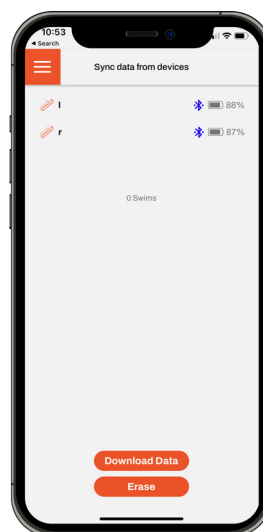 10:53
◀ Search
Sync data from devices
l 88%
r 87%
0 Swims
Download Data
Erase